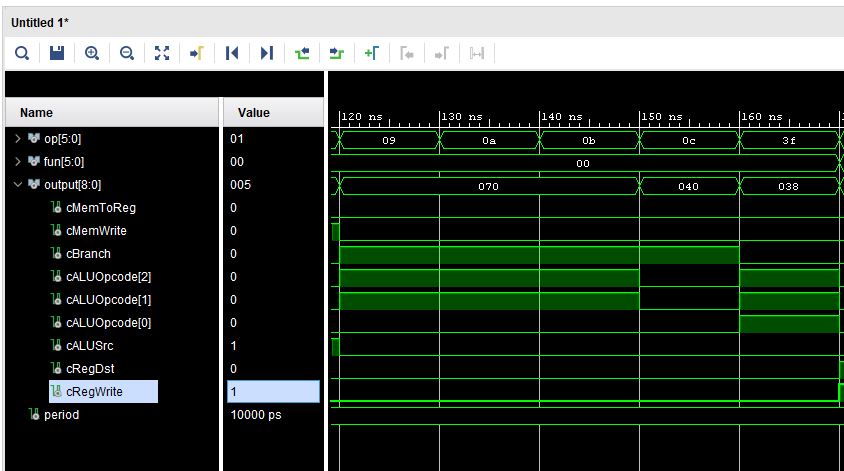 Untitled 1*
Name Value
120 ns 130 ns 140 ns 150 ns 160 ns
op[5:0] 01 09 0a 0b 0c 3f
fun[5:0] 00 00
output[8:0] 005 070 040 038
cMemToReg 0
cMemWrite 0
cBranch 0
cALUOpcode[2] 0
cALUOpcode[1] 0
cALUOpcode[0] 0
cALUSrc 1
cRegDst 0
cRegWrite 1
period 10000 ps